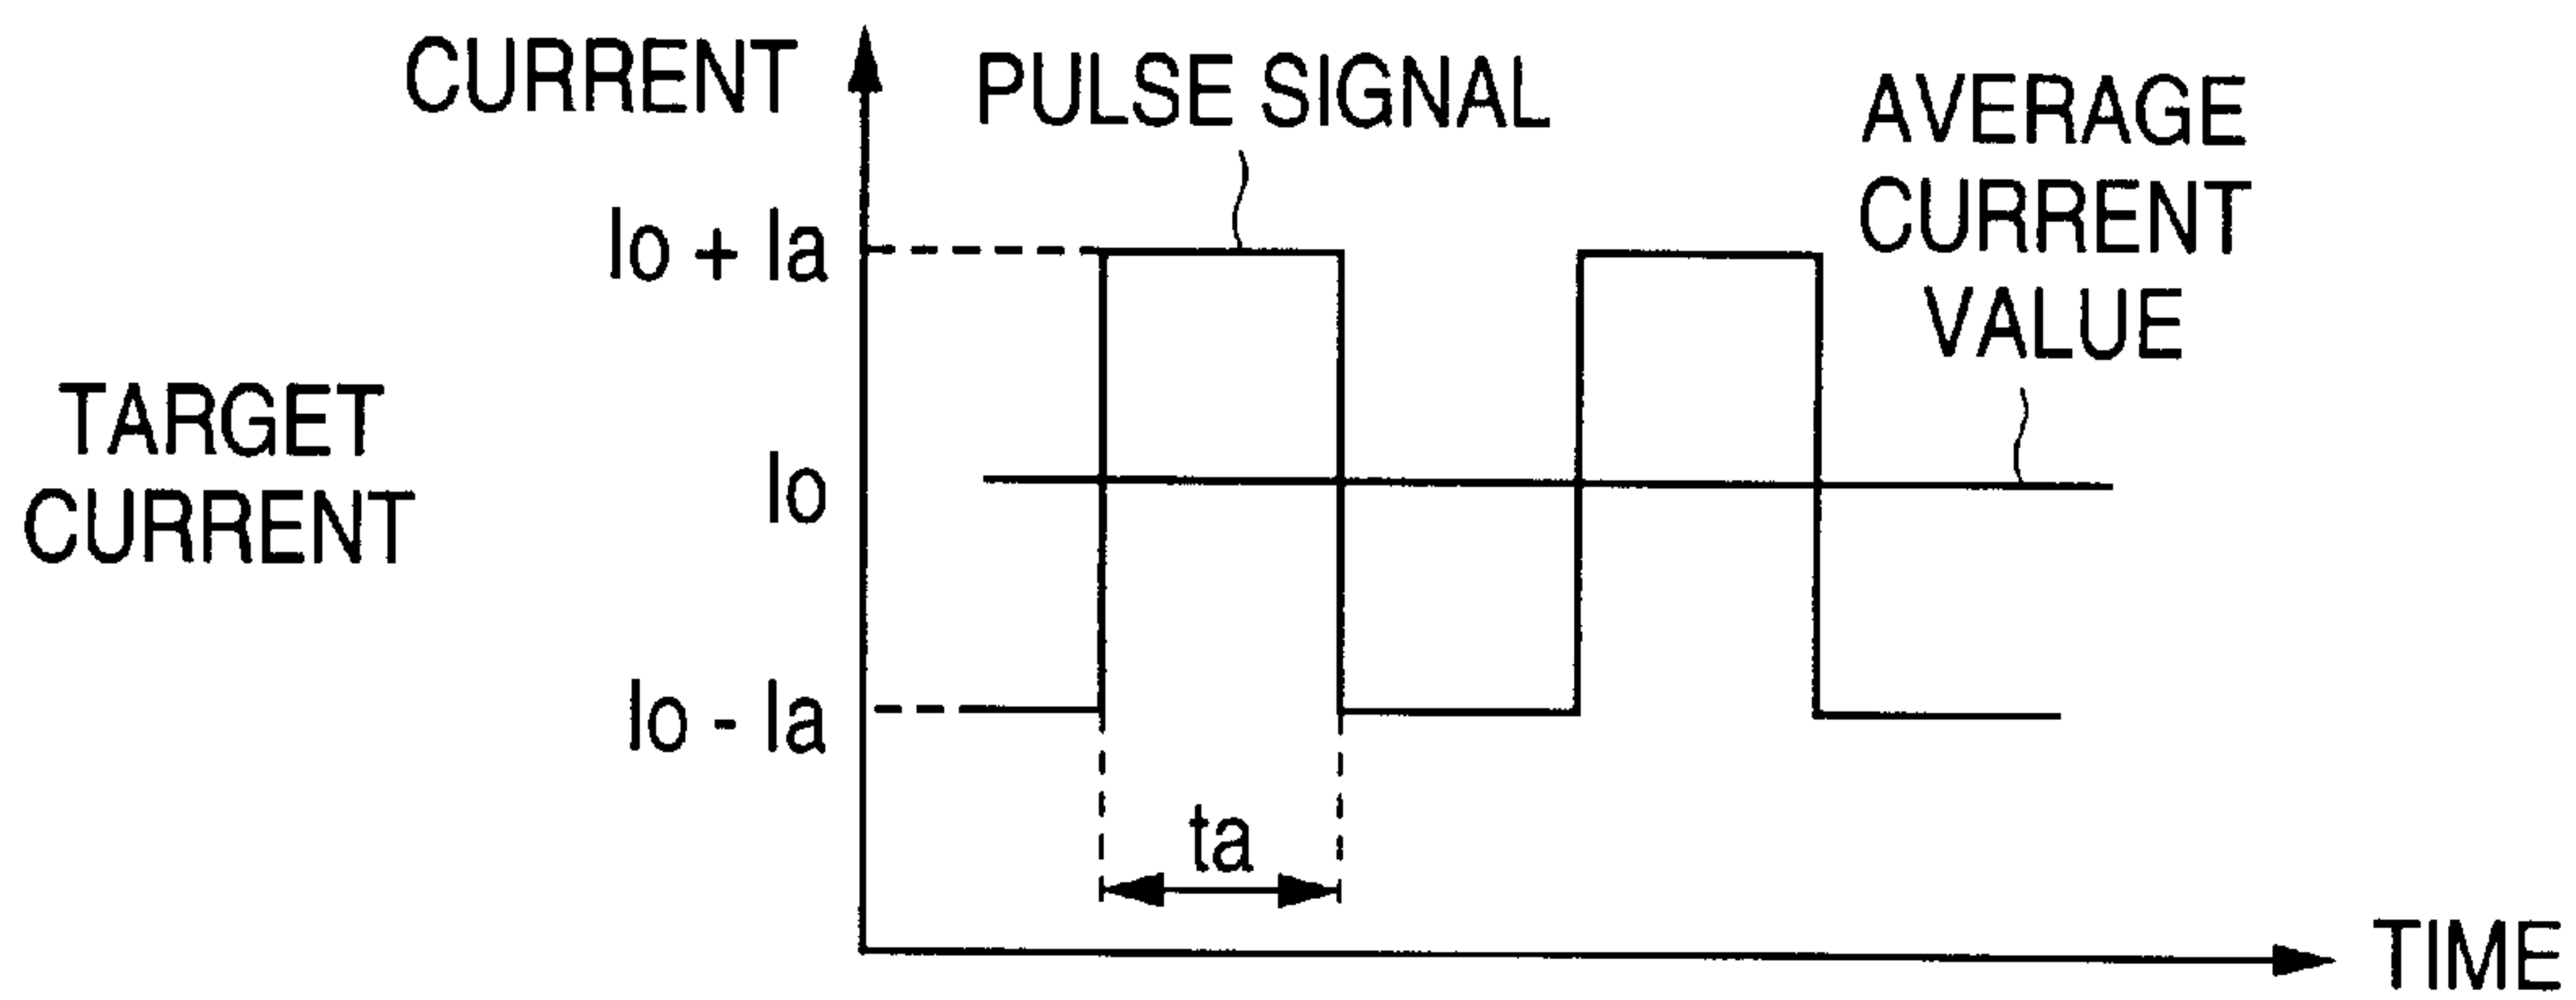 CURRENT
PULSE SIGNAL
AVERAGE
CURRENT
VALUE
Io + Ia
TARGET
CURRENT
Io
Io - Ia
ta
TIME